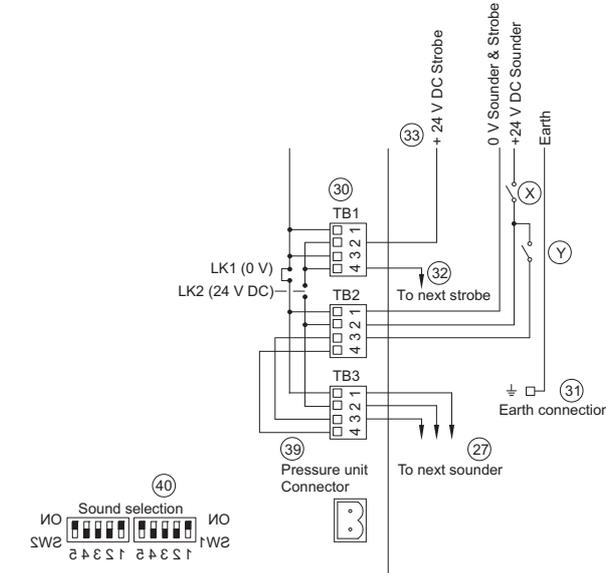 + 24 V DC Strobe
0 V Sounder & Strobe
+24 V DC Sounder
Earth
33
30
X
TB1
1
2
3
4
Y
LK1 (0 V)
LK2 (24 V DC)
32
To next strobe
TB2
1
2
3
4
TB3
1
2
3
4
31
Earth connection
39
27
Pressure unit
Connector
To next sounder
40
Sound selection
ON
ON
SW2
SW1
1 2 3 4 5
1 2 3 4 5